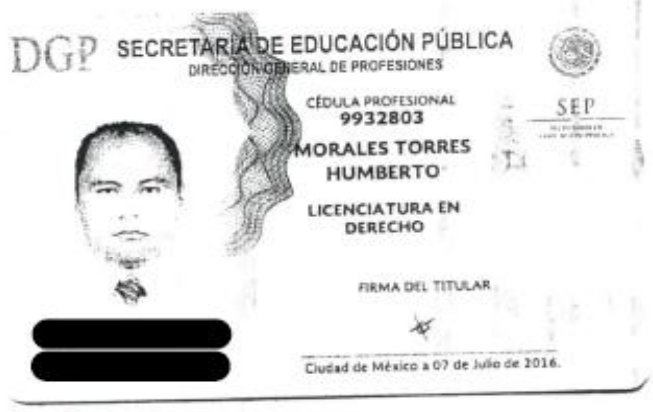 DGP
SECRETARÍA DE EDUCACIÓN PÚBLICA
DIRECCIÓN GENERAL DE PROFESIONES
CÉDULA PROFESIONAL
9932803
SEP
MORALES TORRES
HUMBERTO
LICENCIATURA EN
DERECHO
FIRMA DEL TITULAR
Ciudad de México a 07 de Julio de 2016.